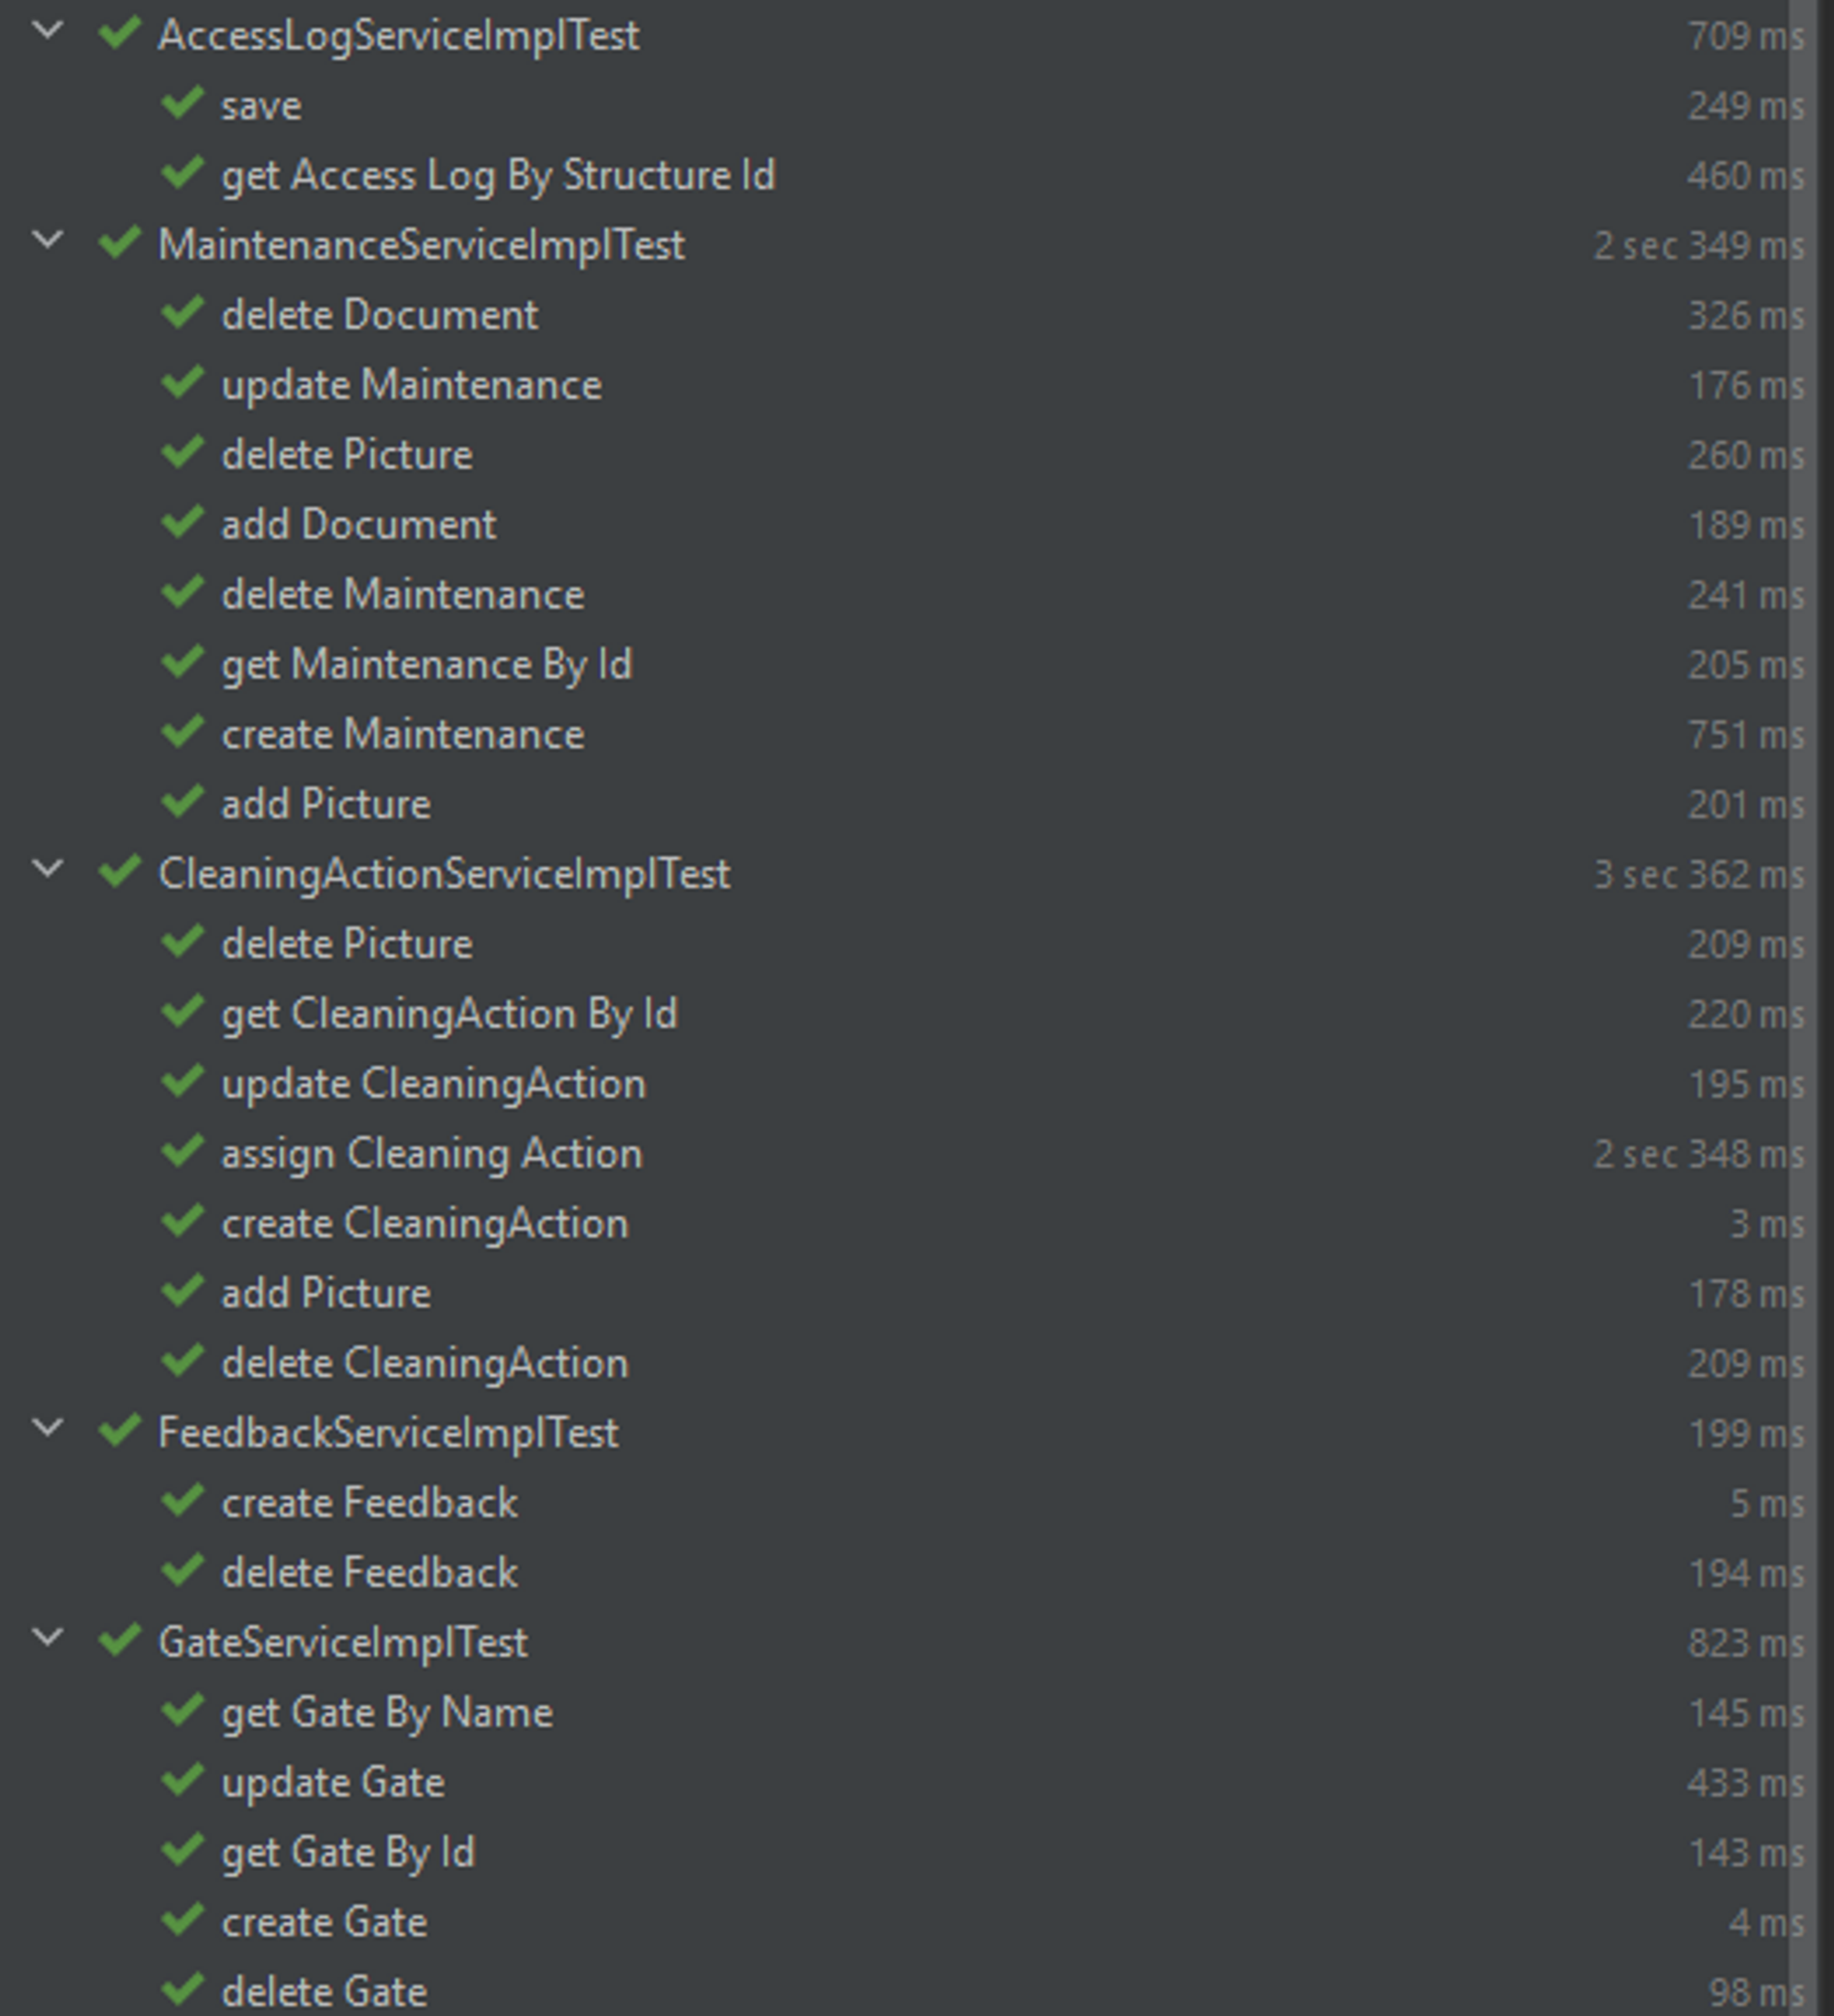 AccessLogServiceImplTest 709 ms
save 249 ms
get Access Log By Structure Id 460 ms
MaintenanceServiceImplTest 2 sec 349 ms
delete Document 326 ms
update Maintenance 176 ms
delete Picture 260 ms
add Document 189 ms
delete Maintenance 241 ms
get Maintenance By Id 205 ms
create Maintenance 751 ms
add Picture 201 ms
CleaningActionServiceImplTest 3 sec 362 ms
delete Picture 209 ms
get CleaningAction By Id 220 ms
update CleaningAction 195 ms
assign Cleaning Action 2 sec 348 ms
create CleaningAction 3 ms
add Picture 178 ms
delete CleaningAction 209 ms
FeedbackServiceImplTest 199 ms
create Feedback 5 ms
delete Feedback 194 ms
GateServiceImplTest 823 ms
get Gate By Name 145 ms
update Gate 433 ms
get Gate By Id 143 ms
create Gate 4 ms
delete Gate 98 ms